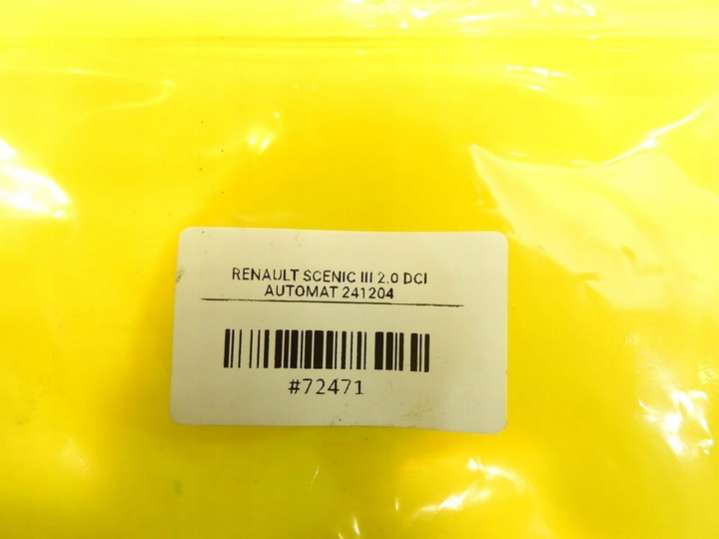 RENAULT SCENIC III 2.0 DCI
AUTOMAT 241204
#72471